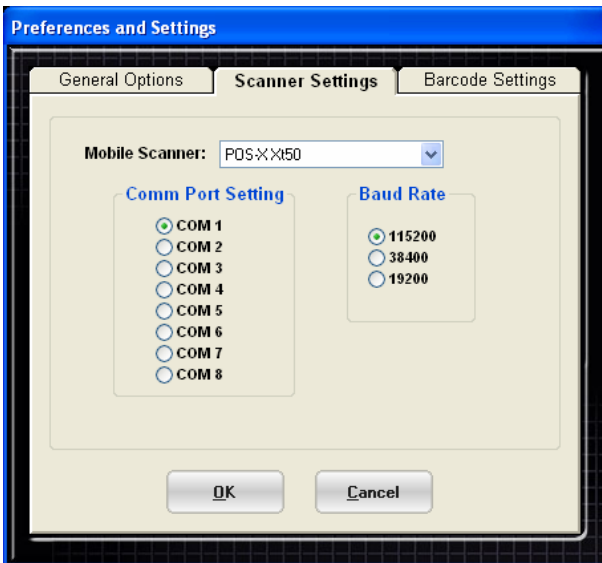 Preferences and Settings
General Options Scanner Settings Barcode Settings
Mobile Scanner: POS-X Xt50
Comm Port Setting Baud Rate
COM 1
COM 2
COM 3
COM 4
COM 5
COM 6
COM 7
COM 8
115200
38400
19200
OK Cancel